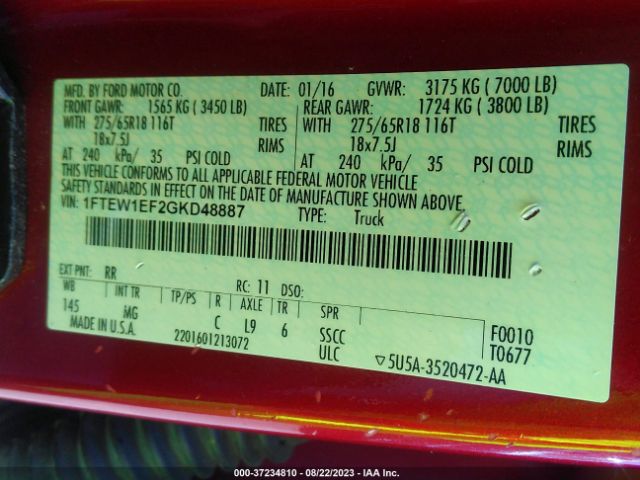 MFD. BY FORD MOTOR CO. DATE: 01/16 GVWR: 3175 KG ( 7000 LB)
FRONT GAWR: 1565 KG ( 3450 LB) REAR GAWR: 1724 KG ( 3800 LB)
WITH 275/65R18 116T TIRES WITH 275/65R18 116T TIRES
18x7.5J RIMS 18x7.5J RIMS
AT 240 kPa/ 35 PSI COLD AT 240 kPa/ 35 PSI COLD
THIS VEHICLE CONFORMS TO ALL APPLICABLE FEDERAL MOTOR VEHICLE
SAFETY STANDARDS IN EFFECT ON THE DATE OF MANUFACTURE SHOWN ABOVE.
VIN: 1FTEW1EF2GKD48887 TYPE: Truck
EXT PNT: RR RC: 11 DSO:
WB INT TR TP/PS R AXLE TR SPR
145 MG C L9 6 SSCC F0010
MADE IN U.S.A. 2201601213072 ULC T0677
▽5U5A-3520472-AA
000-37234810 - 08/22/2023 - IAA Inc.